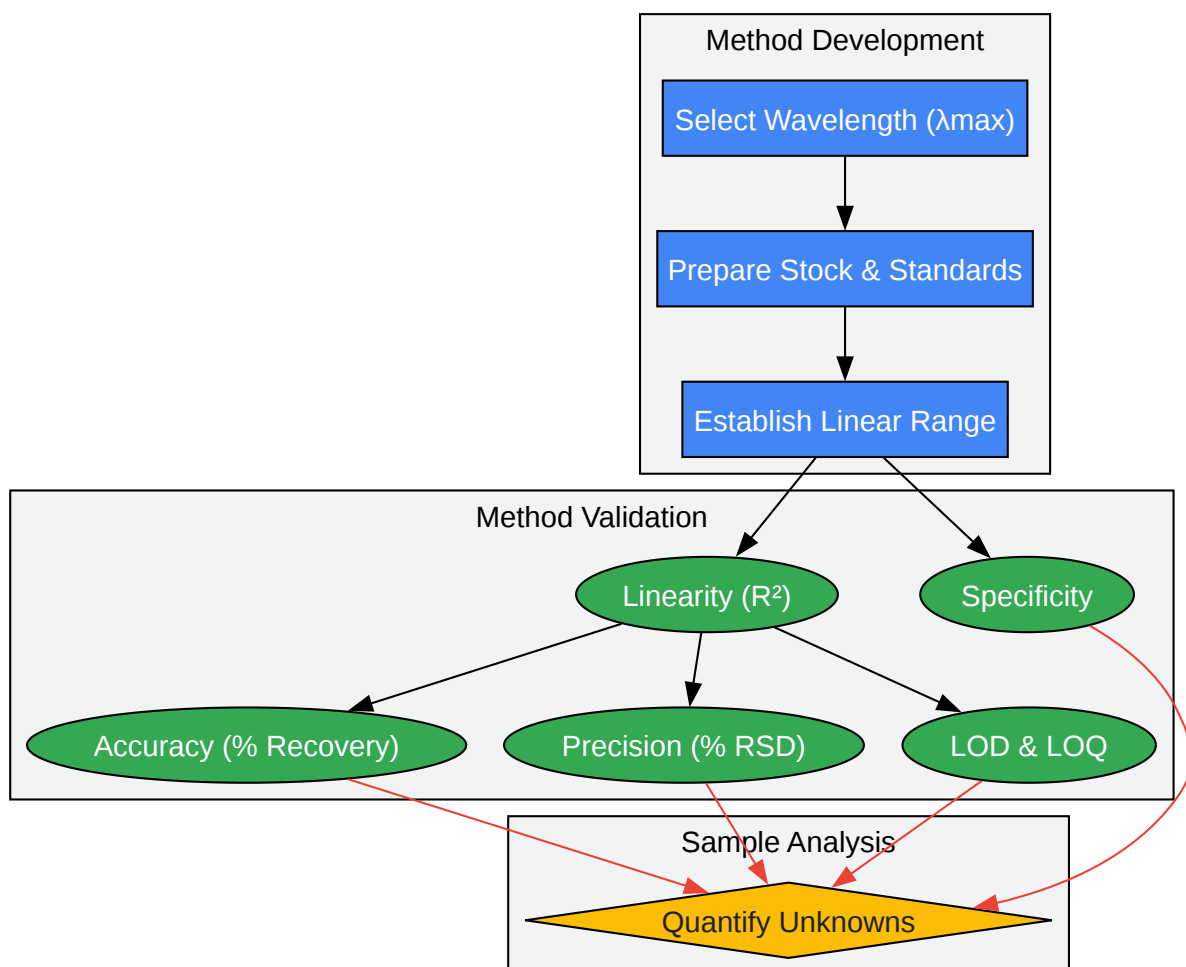 Method Development
Select Wavelength (λmax)
Prepare Stock & Standards
Establish Linear Range
Method Validation
Linearity (R²)
Specificity
Accuracy (% Recovery)
Precision (% RSD)
LOD & LOQ
Sample Analysis
Quantify Unknowns